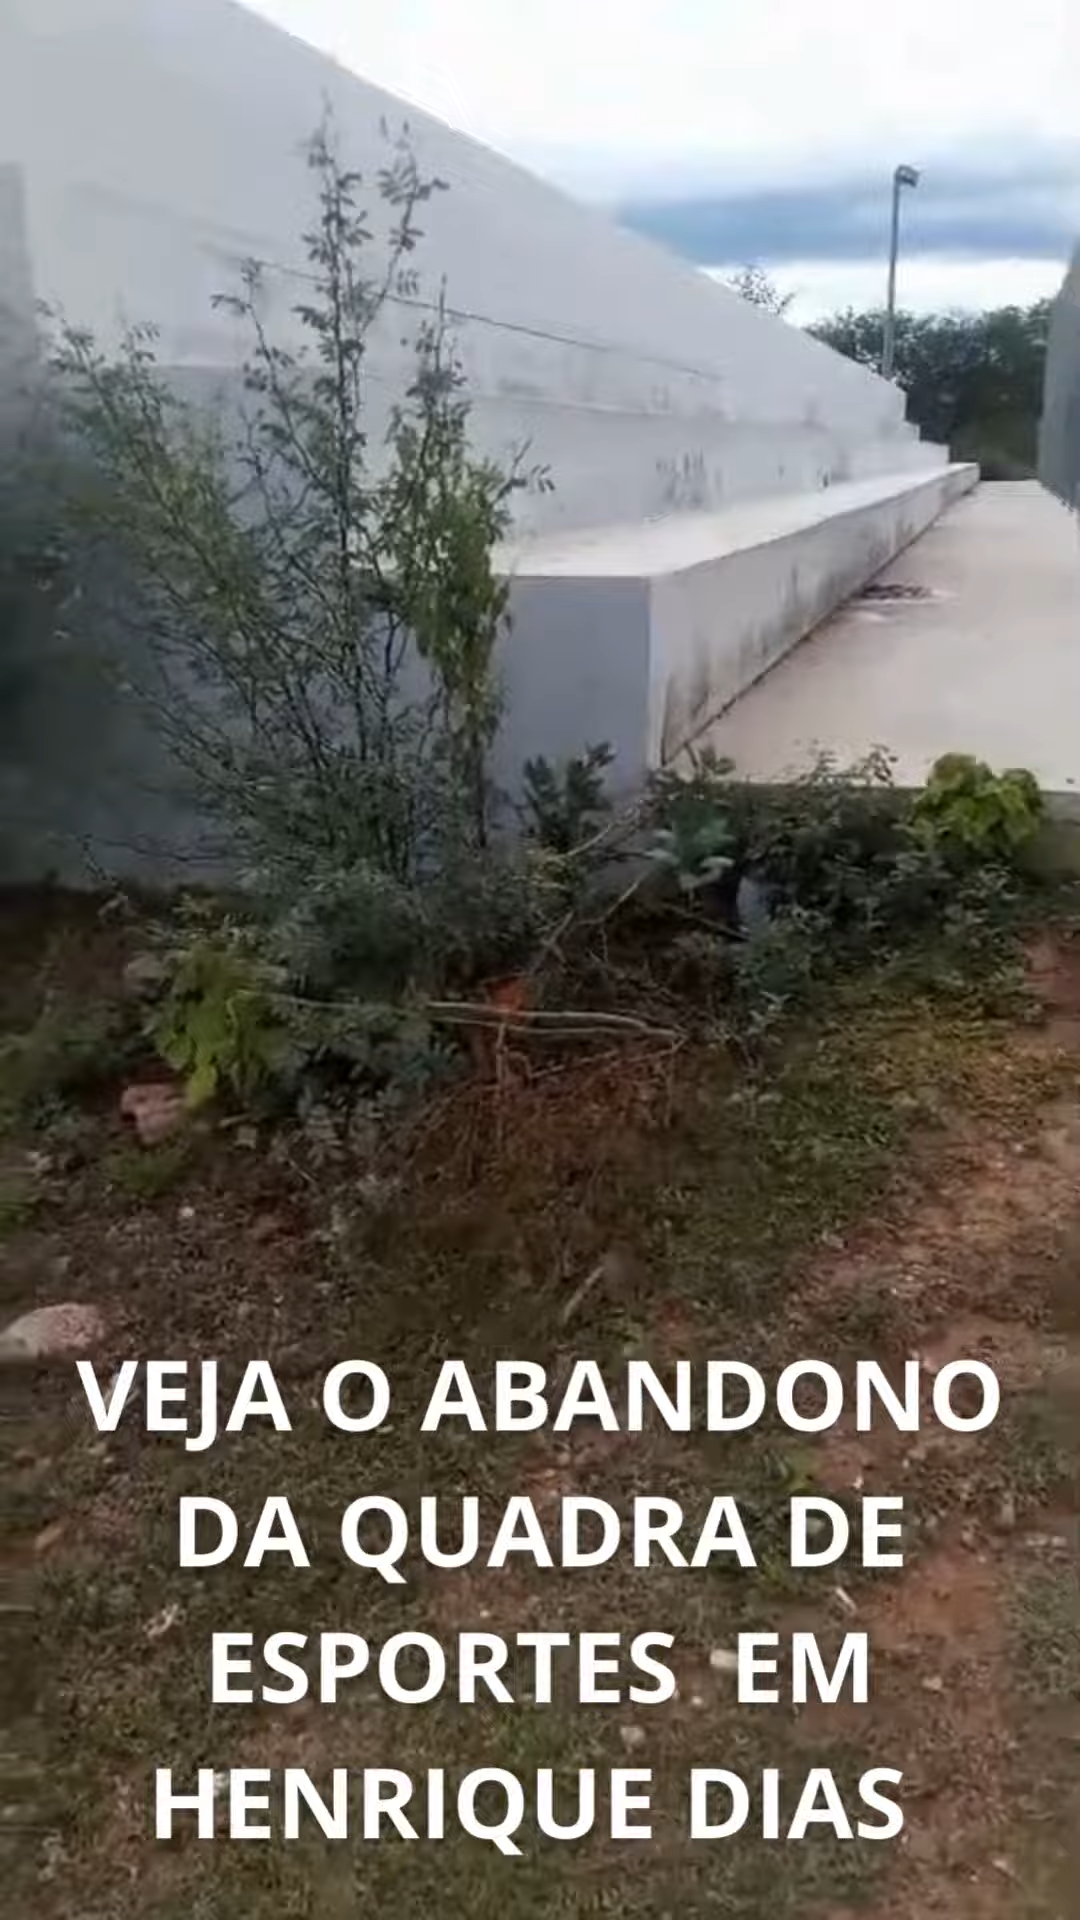 VEJA O ABANDONO
DA QUADRA DE
ESPORTES  EM
HENRIQUE DIAS